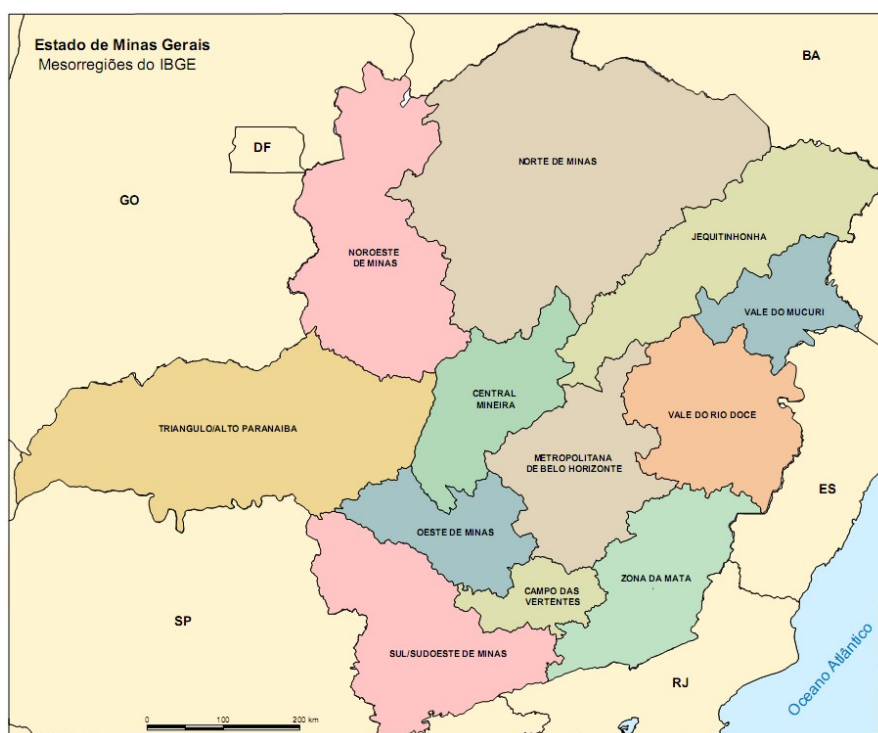 Estado de Minas Gerais
Mesorregiões do IBGE
BA
DF
NORTE DE MINAS
GO
JEQUITINHONHA
NOROESTE
DE MINAS
VALE DO MUCURI
CENTRAL
MINEIRA
VALE DO RIO DOCE
TRIANGULO/ALTO PARANAIBA
METROPOLITANA
DE BELO HORIZONTE
ES
OESTE DE MINAS
ZONA DA MATA
CAMPO DAS
VERTENTES
SP
SUL/SUDOESTE DE MINAS
RJ
Oceano Atlântico
0 100 200 km